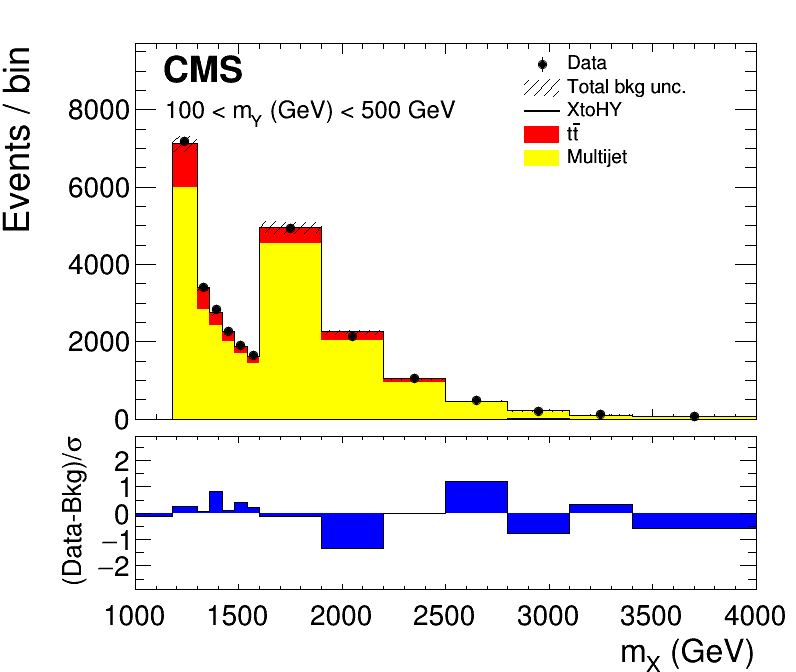 Events / bin
CMS
100 < m_Y (GeV) < 500 GeV
Data
Total bkg unc.
XtoHY
tt̅
Multijet
8000
6000
4000
2000
0
(Data-Bkg)/σ
2
1
0
−1
−2
1000 1500 2000 2500 3000 3500 4000
m_X (GeV)